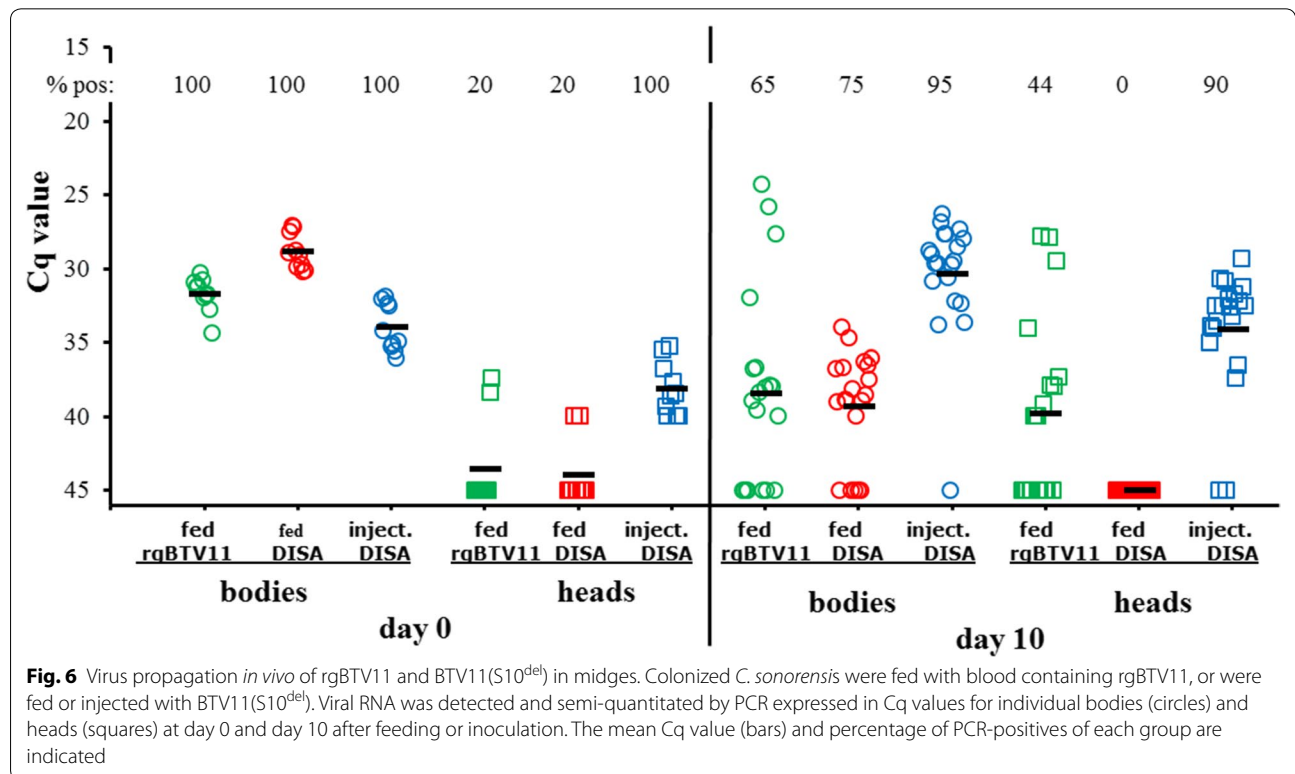 15
% pos: 100 100 100 20 20 100 65 75 95 44 0 90
20
25
30
35
40
45
Cq value
fed fed inject. fed fed inject. fed fed inject. fed fed inject.
rgBTV11 DISA DISA rgBTV11 DISA DISA rgBTV11 DISA DISA rgBTV11 DISA DISA
bodies heads bodies heads
day 0 day 10
Fig. 6 Virus propagation in vivo of rgBTV11 and BTV11(S10del) in midges. Colonized C. sonorensis were fed with blood containing rgBTV11, or were
fed or injected with BTV11(S10del). Viral RNA was detected and semi-quantitated by PCR expressed in Cq values for individual bodies (circles) and
heads (squares) at day 0 and day 10 after feeding or inoculation. The mean Cq value (bars) and percentage of PCR-positives of each group are
indicated